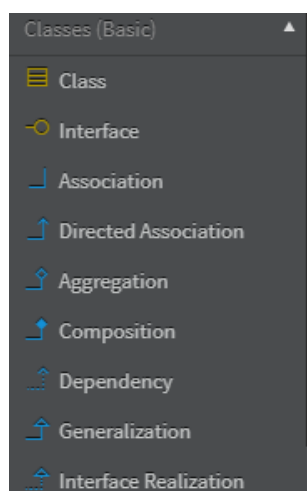 Classes (Basic)
Class
Interface
Association
Directed Association
Aggregation
Composition
Dependency
Generalization
Interface Realization